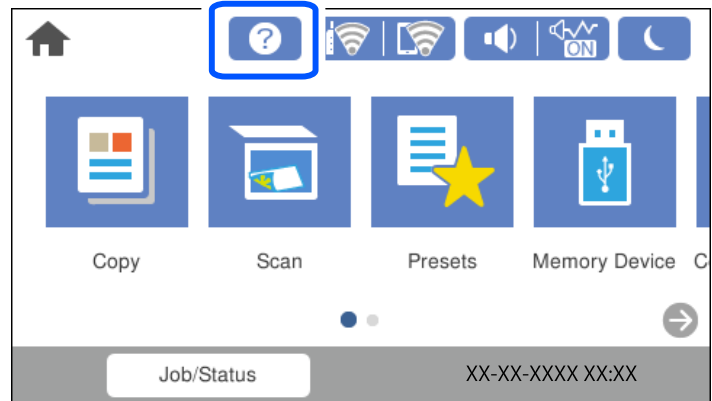 ?
ON
Copy
Scan
Presets
Memory Device
C
Job/Status
XX-XX-XXXX XX:XX